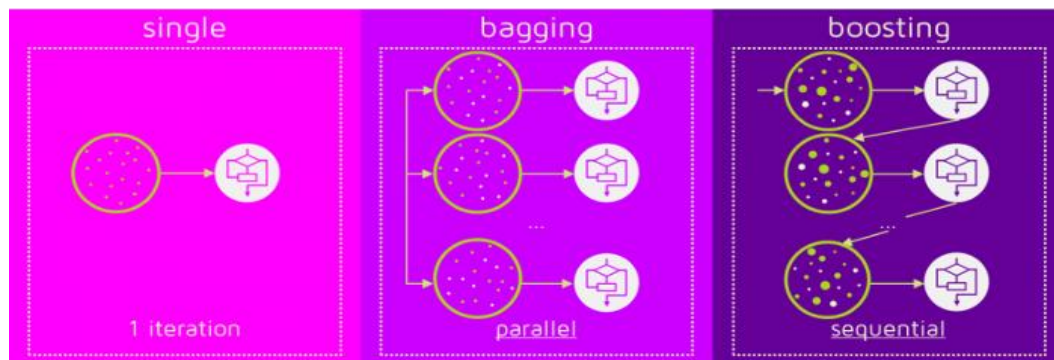 single
1 iteration
bagging
...
parallel
boosting
...
sequential